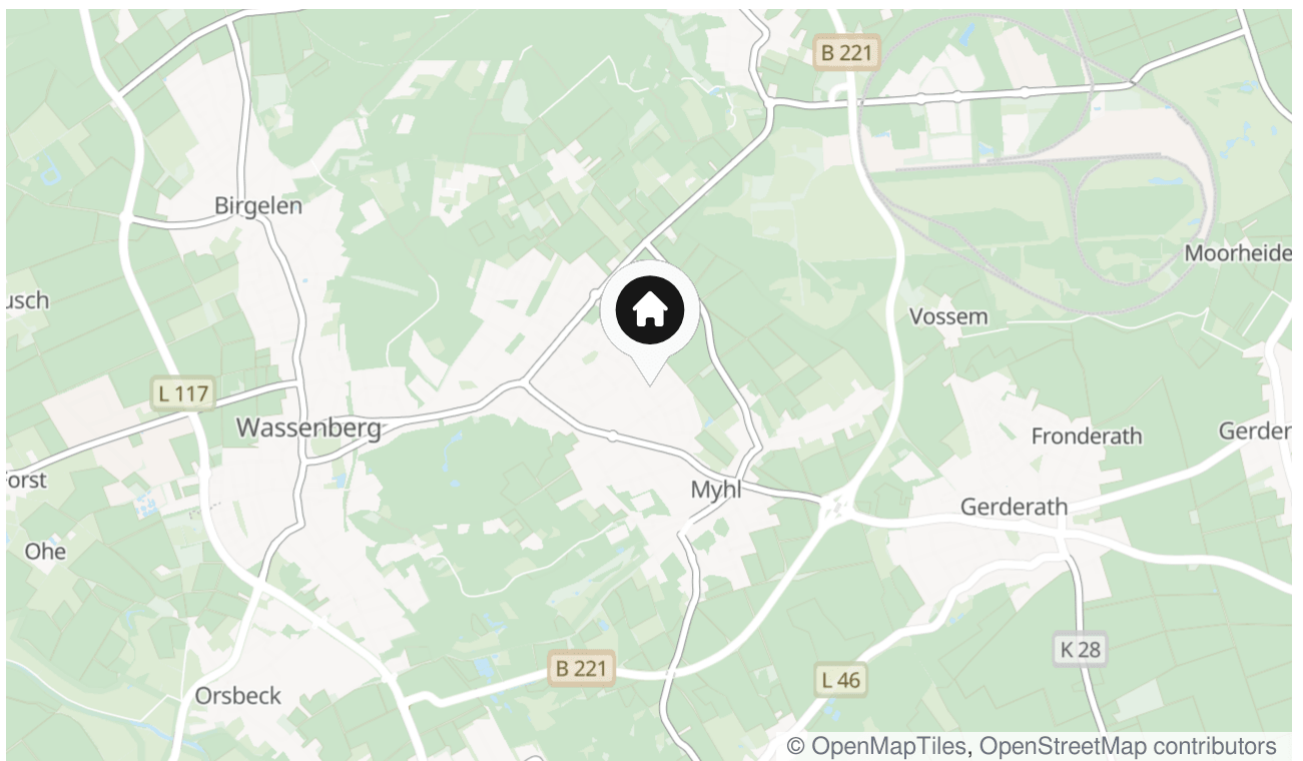 B 221
Birgelen
Moorheide
usch
Vossem
L 117
Wassenberg
Fronderath
Gerder
orst
Myhl
Gerderath
Ohe
K 28
B 221
L 46
Orsbeck
© OpenMapTiles, OpenStreetMap contributors